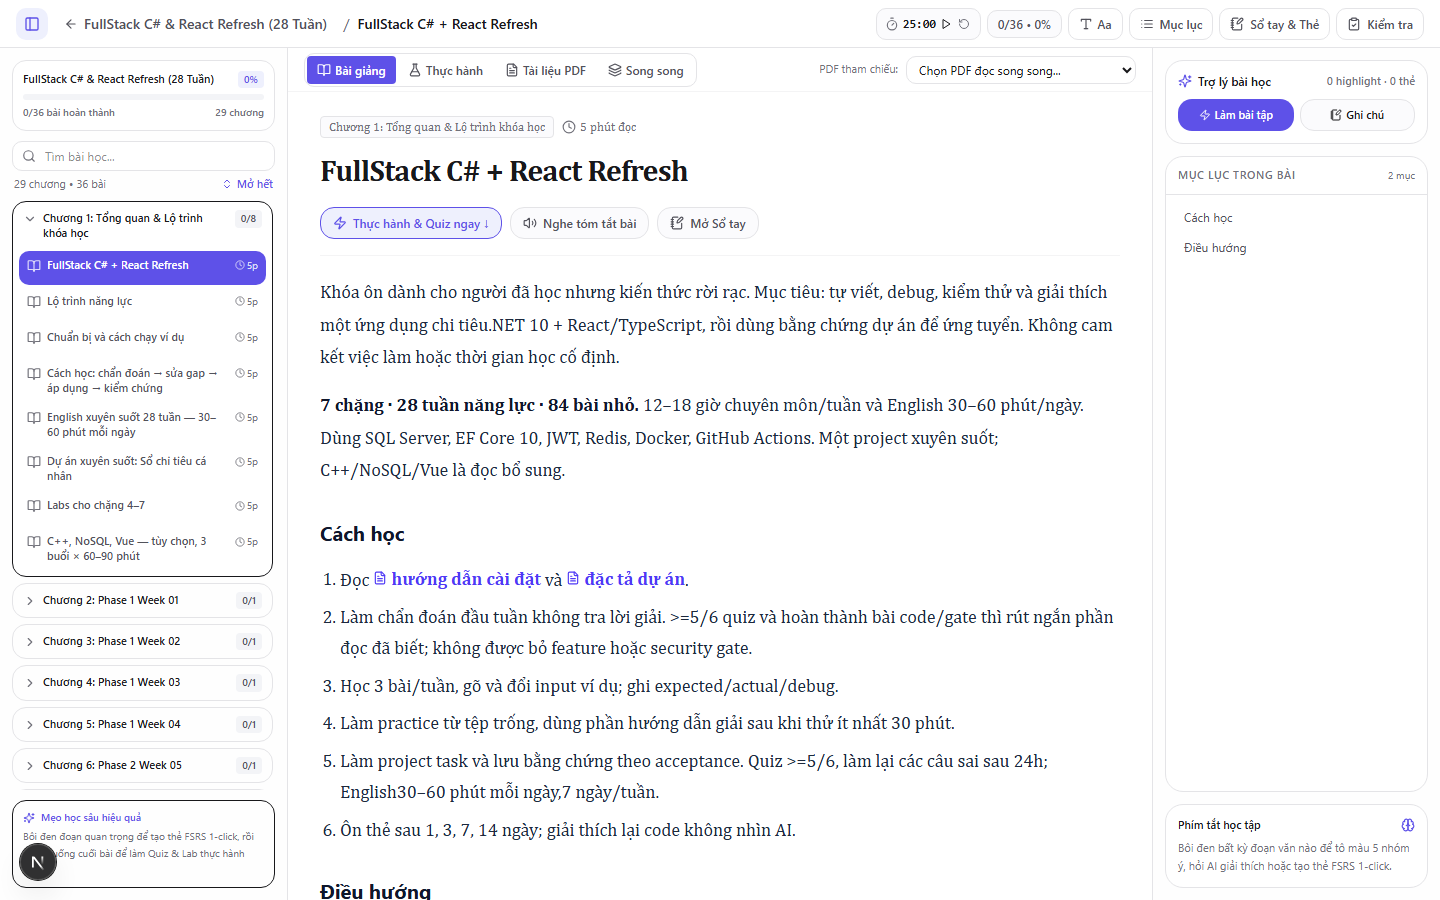 FullStack C# & React Refresh (28 Tuần) / FullStack C# + React Refresh
25:00
0/36 • 0%
Aa
Mục lục
Sổ tay & Thẻ
Kiểm tra
FullStack C# & React Refresh (28 Tuần) 0%
0/36 bài hoàn thành 29 chương
Tìm bài học...
29 chương • 36 bài Mở hết
Chương 1: Tổng quan & Lộ trình khóa học 0/8
FullStack C# + React Refresh 5p
Lộ trình năng lực 5p
Chuẩn bị và cách chạy ví dụ 5p
Cách học: chẩn đoán → sửa gap →
áp dụng → kiểm chứng 5p
English xuyên suốt 28 tuần — 30–
60 phút mỗi ngày 5p
Dự án xuyên suốt: Sổ chi tiêu cá
nhân 5p
Labs cho chặng 4–7 5p
C++, NoSQL, Vue — tùy chọn, 3
buổi × 60–90 phút 5p
Chương 2: Phase 1 Week 01 0/1
Chương 3: Phase 1 Week 02 0/1
Chương 4: Phase 1 Week 03 0/1
Chương 5: Phase 1 Week 04 0/1
Chương 6: Phase 2 Week 05 0/1
Mẹo học sâu hiệu quả
Bôi đen đoạn quan trọng để tạo thẻ FSRS 1-click, rồi
cuối bài để làm Quiz & Lab thực hành
N
Bài giảng
Thực hành
Tài liệu PDF
Song song
PDF tham chiếu: Chọn PDF đọc song song...
Chương 1: Tổng quan & Lộ trình khóa học 5 phút đọc
FullStack C# + React Refresh
Thực hành & Quiz ngay ↓
Nghe tóm tắt bài
Mở Sổ tay
Khóa ôn dành cho người đã học nhưng kiến thức rời rạc. Mục tiêu: tự viết, debug, kiểm thử và giải thích
một ứng dụng chi tiêu.NET 10 + React/TypeScript, rồi dùng bằng chứng dự án để ứng tuyển. Không cam
kết việc làm hoặc thời gian học cố định.
7 chặng · 28 tuần năng lực · 84 bài nhỏ. 12–18 giờ chuyên môn/tuần và English 30–60 phút/ngày.
Dùng SQL Server, EF Core 10, JWT, Redis, Docker, GitHub Actions. Một project xuyên suốt;
C++/NoSQL/Vue là đọc bổ sung.
Cách học
1. Đọc hướng dẫn cài đặt và đặc tả dự án.
2. Làm chẩn đoán đầu tuần không tra lời giải. >=5/6 quiz và hoàn thành bài code/gate thì rút ngắn phần
đọc đã biết; không được bỏ feature hoặc security gate.
3. Học 3 bài/tuần, gõ và đổi input ví dụ; ghi expected/actual/debug.
4. Làm practice từ tệp trống, dùng phần hướng dẫn giải sau khi thử ít nhất 30 phút.
5. Làm project task và lưu bằng chứng theo acceptance. Quiz >=5/6, làm lại các câu sai sau 24h;
English30–60 phút mỗi ngày,7 ngày/tuần.
6. Ôn thẻ sau 1, 3, 7, 14 ngày; giải thích lại code không nhìn AI.
Điều hướng
Trợ lý bài học 0 highlight · 0 thẻ
Làm bài tập
Ghi chú
MỤC LỤC TRONG BÀI 2 mục
Cách học
Điều hướng
Phím tắt học tập
Bôi đen bất kỳ đoạn văn nào để tô màu 5 nhóm
ý, hỏi AI giải thích hoặc tạo thẻ FSRS 1-click.